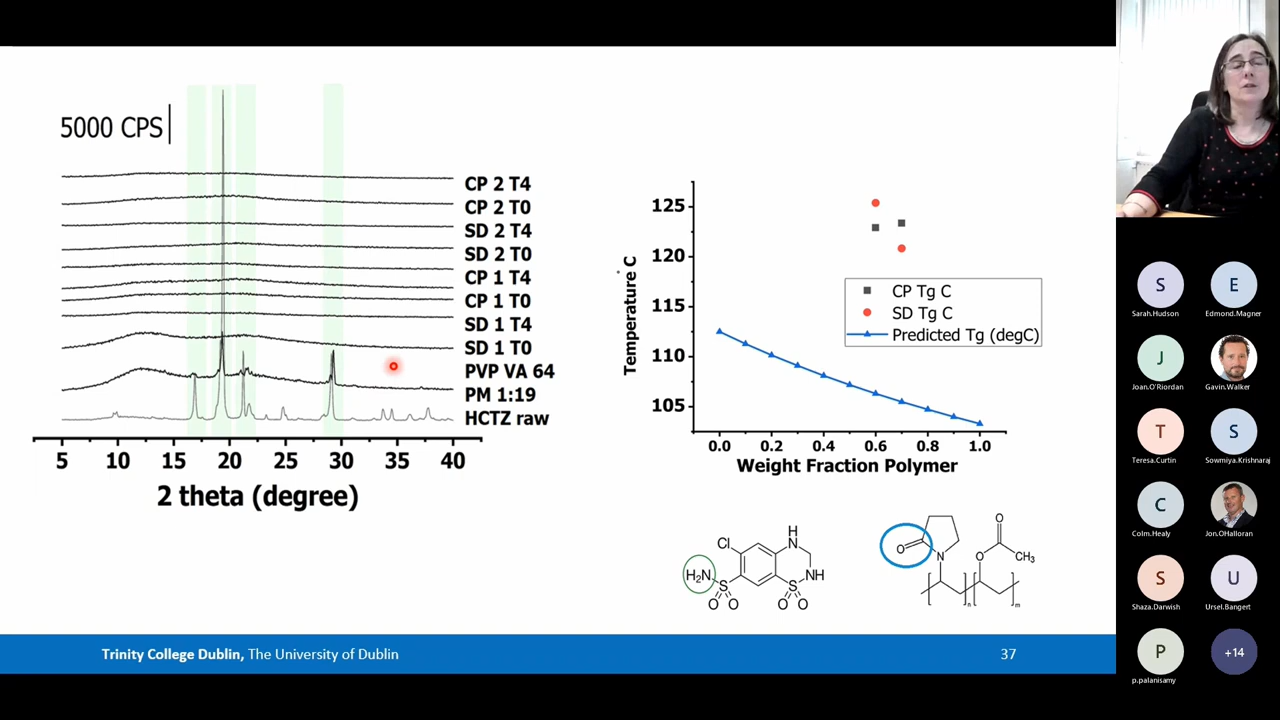 5000 CPS
CP 2 T4
CP 2 T0
SD 2 T4
SD 2 T0
CP 1 T4
CP 1 T0
SD 1 T4
SD 1 T0
PVP VA 64
PM 1:19
HCTZ raw
5 10 15 20 25 30 35 40
2 theta (degree)
125
120
115
110
105
Temperature C
CP Tg C
SD Tg C
Predicted Tg (degC)
0.0 0.2 0.4 0.6 0.8 1.0
Weight Fraction Polymer
Cl
H
N
NH
H₂N
S
S
O O
O O
O
N
O
O
CH₃
n
m
Trinity College Dublin, The University of Dublin
37
S
Sarah.Hudson
E
Edmond.Magner
J
Joan.O'Riordan
Gavin.Walker
T
Teresa.Curtin
S
Sowmiya.Krishnaraj
C
Colm.Healy
Jon.OHalloran
S
Shaza.Darwish
U
Ursel.Bangert
P
p.palanisamy
+14